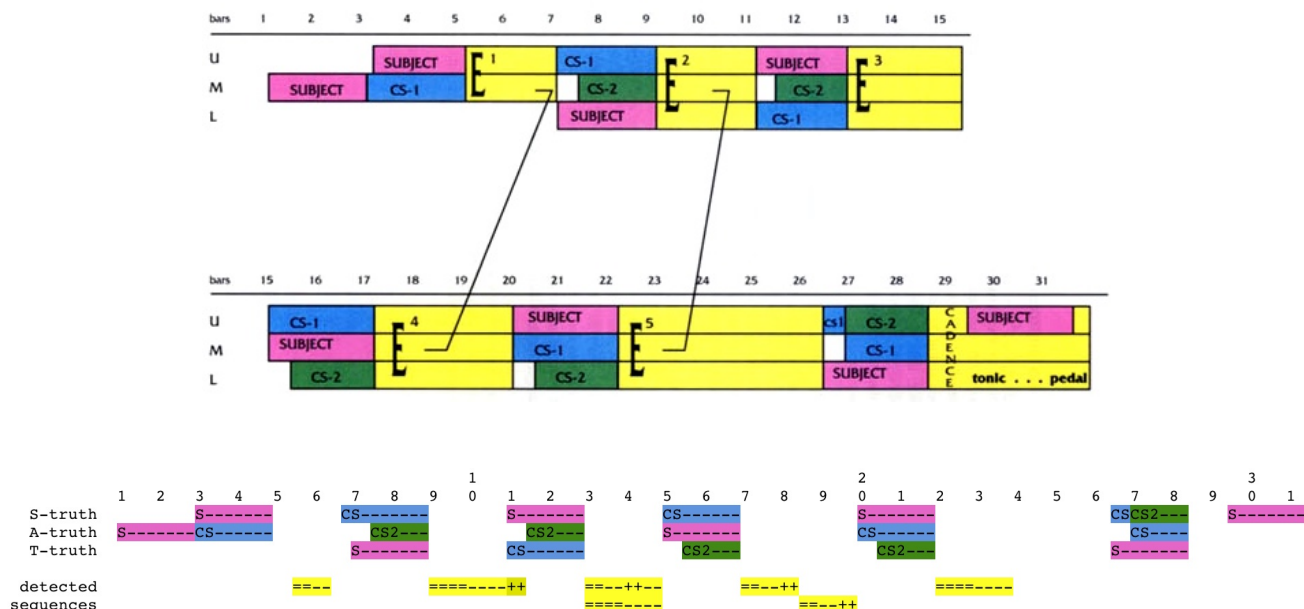 bars 1 2 3 4 5 6 7 8 9 10 11 12 13 14 15
U SUBJECT E 1 CS-1 E 2 SUBJECT E 3
M SUBJECT CS-1 CS-2 CS-2
L SUBJECT CS-1
bars 15 16 17 18 19 20 21 22 23 24 25 26 27 28 29 30 31
U CS-1 E 4 SUBJECT E 5 cs1 CS-2 CADENCE SUBJECT
M SUBJECT CS-1 CS-1
L CS-2 CS-2 SUBJECT tonic . . . pedal
1 2 3
1 2 3 4 5 6 7 8 9 0 1 2 3 4 5 6 7 8 9 0 1 2 3 4 5 6 7 8 9 0 1
S-truth S------- CS------- S------- CS------ S------- CSCS2--- S-------
A-truth S-------CS------ CS2--- CS2--- S------- CS------ CS----
T-truth S------- CS------ CS2--- CS2--- S-------
detected ==-- ====----++ ==--++-- ==--++ ====----
sequences ====---- ==--++